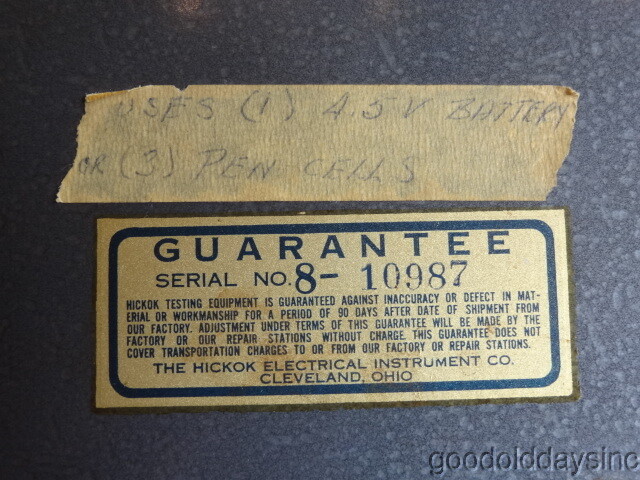 USES (1) 4.5V BATTERY
OR (3) PEN CELLS
GUARANTEE
SERIAL NO. 8- 10987
HICKOK TESTING EQUIPMENT IS GUARANTEED AGAINST INACCURACY OR DEFECT IN MAT-
ERIAL OR WORKMANSHIP FOR A PERIOD OF 90 DAYS AFTER DATE OF SHIPMENT FROM
OUR FACTORY. ADJUSTMENT UNDER TERMS OF THIS GUARANTEE WILL BE MADE BY THE
FACTORY OR OUR REPAIR STATIONS WITHOUT CHARGE. THIS GUARANTEE DOES NOT
COVER TRANSPORTATION CHARGES TO OR FROM OUR FACTORY OR REPAIR STATIONS.
THE HICKOK ELECTRICAL INSTRUMENT CO.
CLEVELAND, OHIO
goodolddaysinc